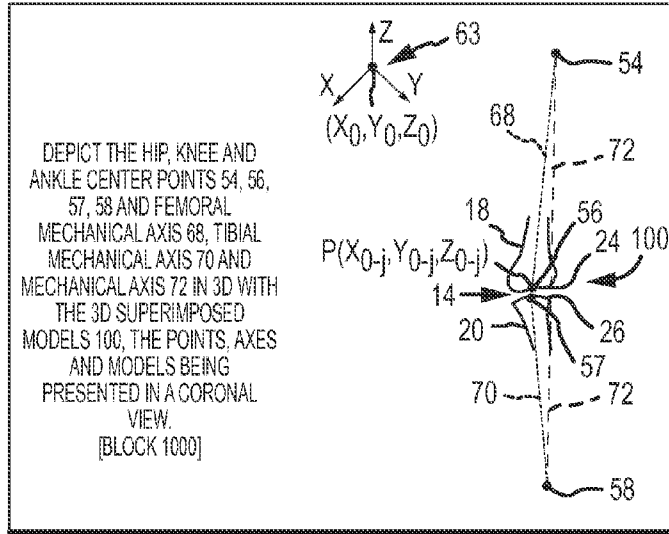 DEPICT THE HIP, KNEE AND
ANKLE CENTER POINTS 54, 56,
57, 58 AND FEMORAL
MECHANICAL AXIS 68, TIBIAL
MECHANICAL AXIS 70 AND
MECHANICAL AXIS 72 IN 3D WITH
THE 3D SUPERIMPOSED
MODELS 100, THE POINTS, AXES
AND MODELS BEING
PRESENTED IN A CORONAL
VIEW.
[BLOCK 1000]
Z
63
X
Y
(X0,Y0,Z0)
54
68
72
18
56
24
100
P(X0-j,Y0-j,Z0-j)
14
20
26
57
70
72
58